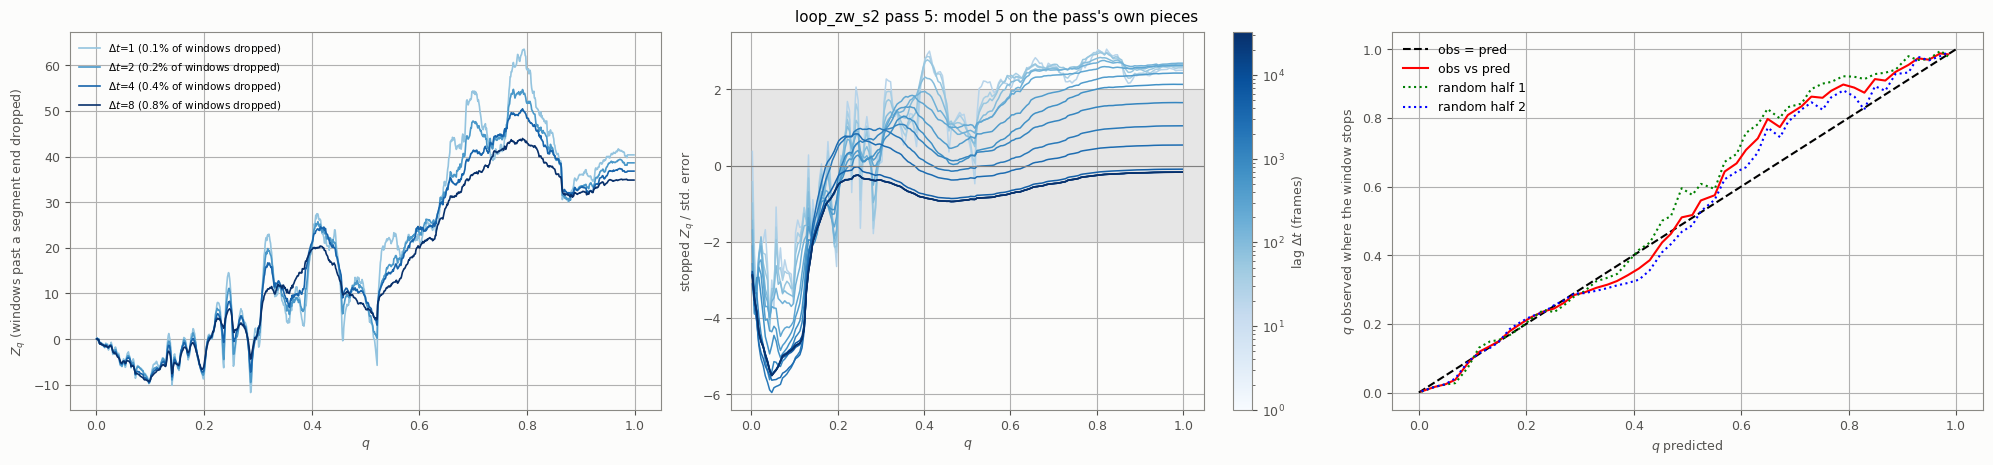 loop_zw_s2 pass 5: model 5 on the pass's own pieces
Z_q (windows past a segment end dropped)
60
50
40
30
20
10
0
−10
Δt=1 (0.1% of windows dropped)
Δt=2 (0.2% of windows dropped)
Δt=4 (0.4% of windows dropped)
Δt=8 (0.8% of windows dropped)
0.0 0.2 0.4 0.6 0.8 1.0
q
stopped Z_q / std. error
2
0
−2
−4
−6
0.0 0.2 0.4 0.6 0.8 1.0
q
10^4
10^3
10^2
10^1
10^0
lag Δt (frames)
q observed where the window stops
1.0
0.8
0.6
0.4
0.2
0.0
obs = pred
obs vs pred
random half 1
random half 2
0.0 0.2 0.4 0.6 0.8 1.0
q predicted